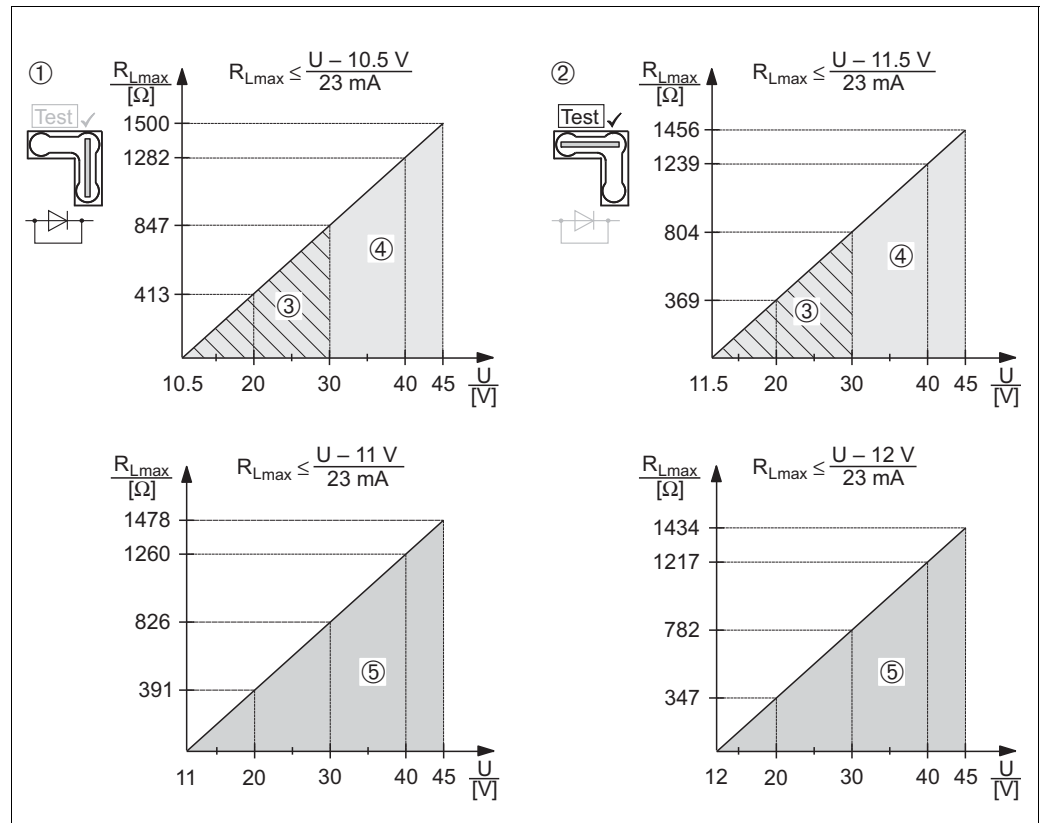 ①
R_Lmax
[Ω]
R_Lmax ≤ U – 10.5 V
23 mA
Test ✓
1500
1282
847
413
③
④
10.5 20 30 40 45 U
[V]
②
R_Lmax
[Ω]
R_Lmax ≤ U – 11.5 V
23 mA
Test ✓
1456
1239
804
369
③
④
11.5 20 30 40 45 U
[V]
R_Lmax
[Ω]
R_Lmax ≤ U – 11 V
23 mA
1478
1260
826
391
⑤
11 20 30 40 45 U
[V]
R_Lmax
[Ω]
R_Lmax ≤ U – 12 V
23 mA
1434
1217
782
347
⑤
12 20 30 40 45 U
[V]